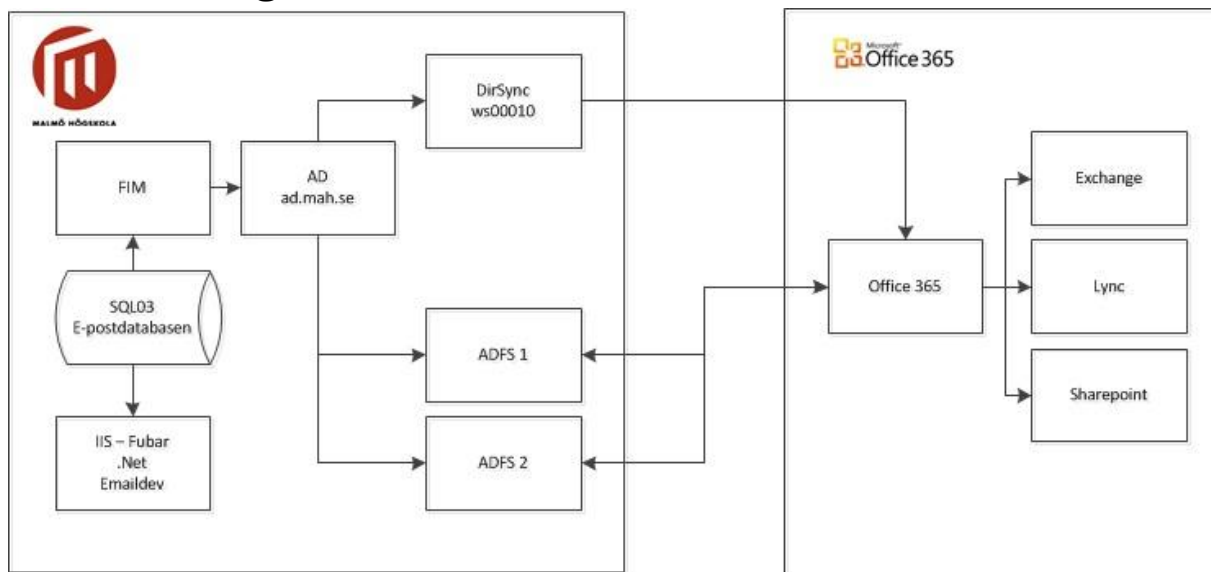 MALMÖ HÖGSKOLA
DirSync
ws00010
Microsoft®
Office 365
FIM
AD
ad.mah.se
Exchange
SQL03
E-postdatabasen
Office 365
Lync
ADFS 1
Sharepoint
IIS – Fubar
.Net
Emaildev
ADFS 2